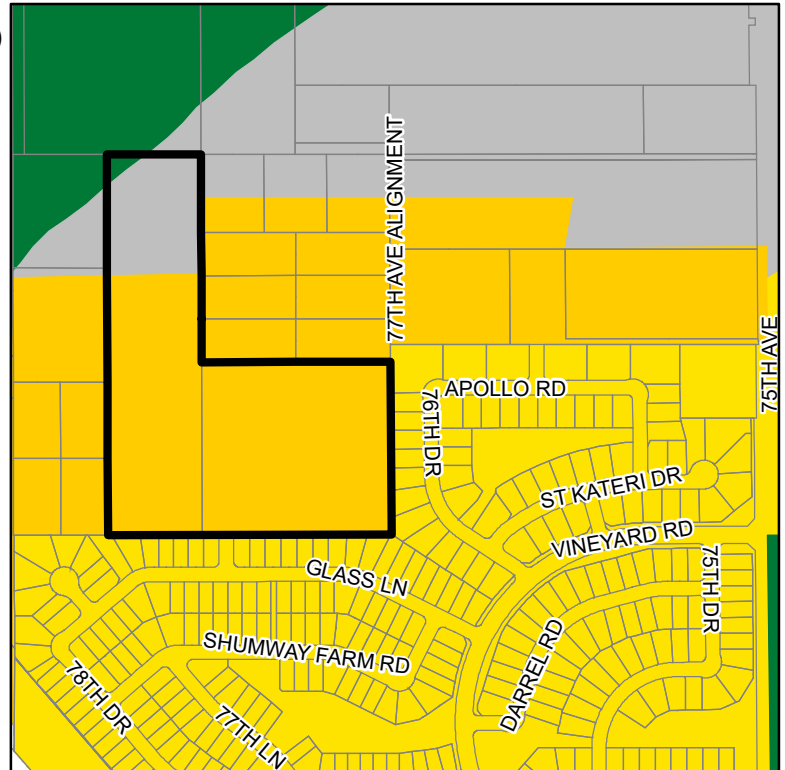 77TH AVE ALIGNMENT
75TH AVE
APOLLO RD
76TH DR
ST KATERI DR
VINEYARD RD
75TH DR
GLASS LN
DARREL RD
SHUMWAY FARM RD
78TH DR
77TH LN